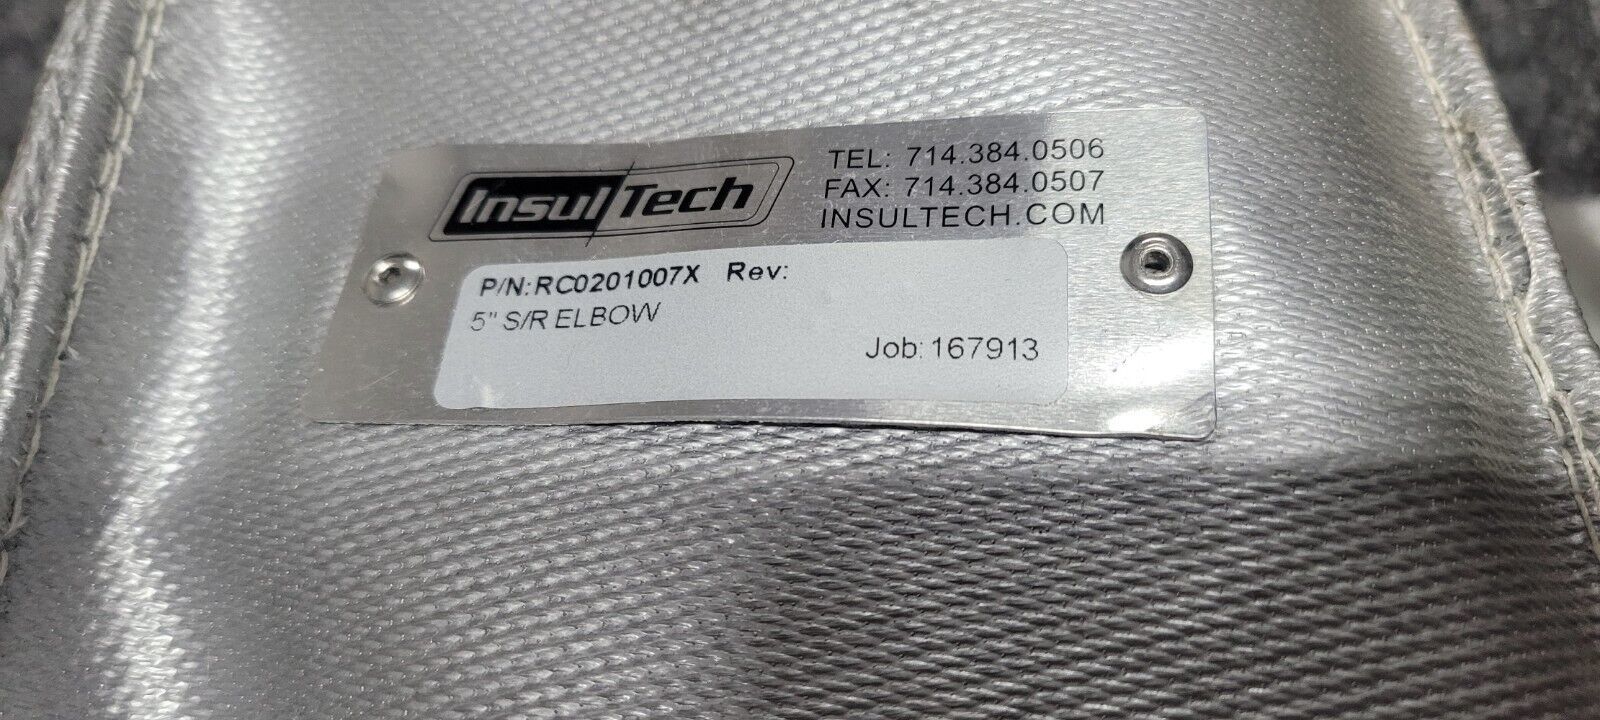 InsulTech
TEL: 714.384.0506
FAX: 714.384.0507
INSULTECH.COM
P/N:RC0201007X Rev:
5" S/R ELBOW
Job: 167913